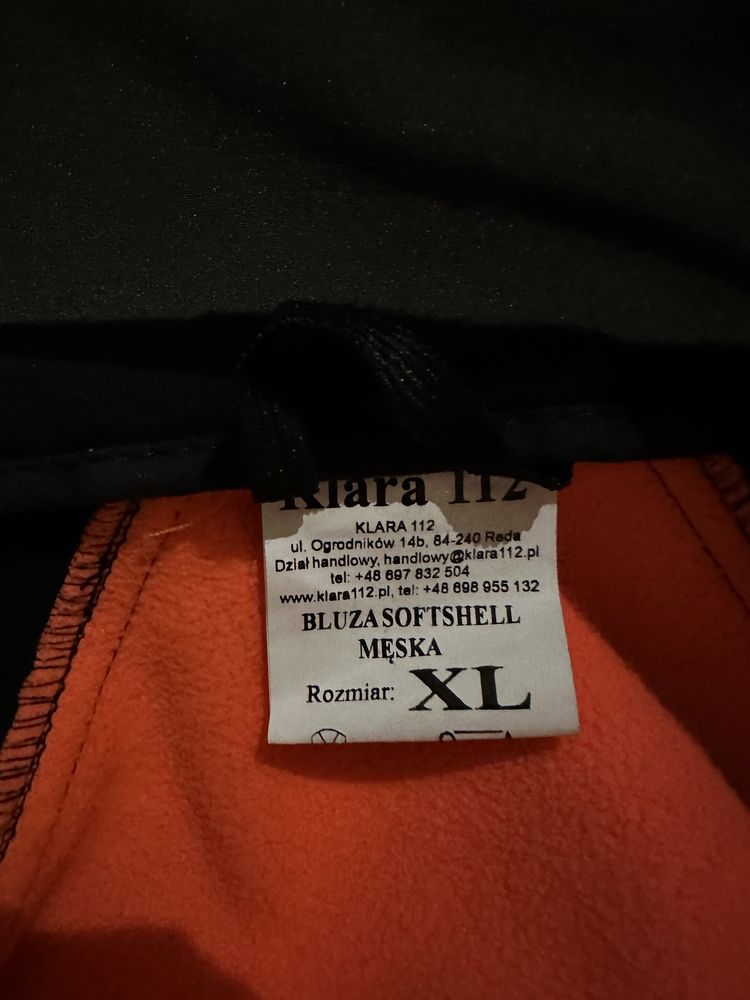 Klara 112
KLARA 112
ul. Ogrodników 14b, 84-240 Reda
Dział handlowy, handlowy@klara112.pl
tel: +48 697 832 504
www.klara112.pl, tel: +48 698 955 132
BLUZA SOFTSHELL
MĘSKA
Rozmiar: XL